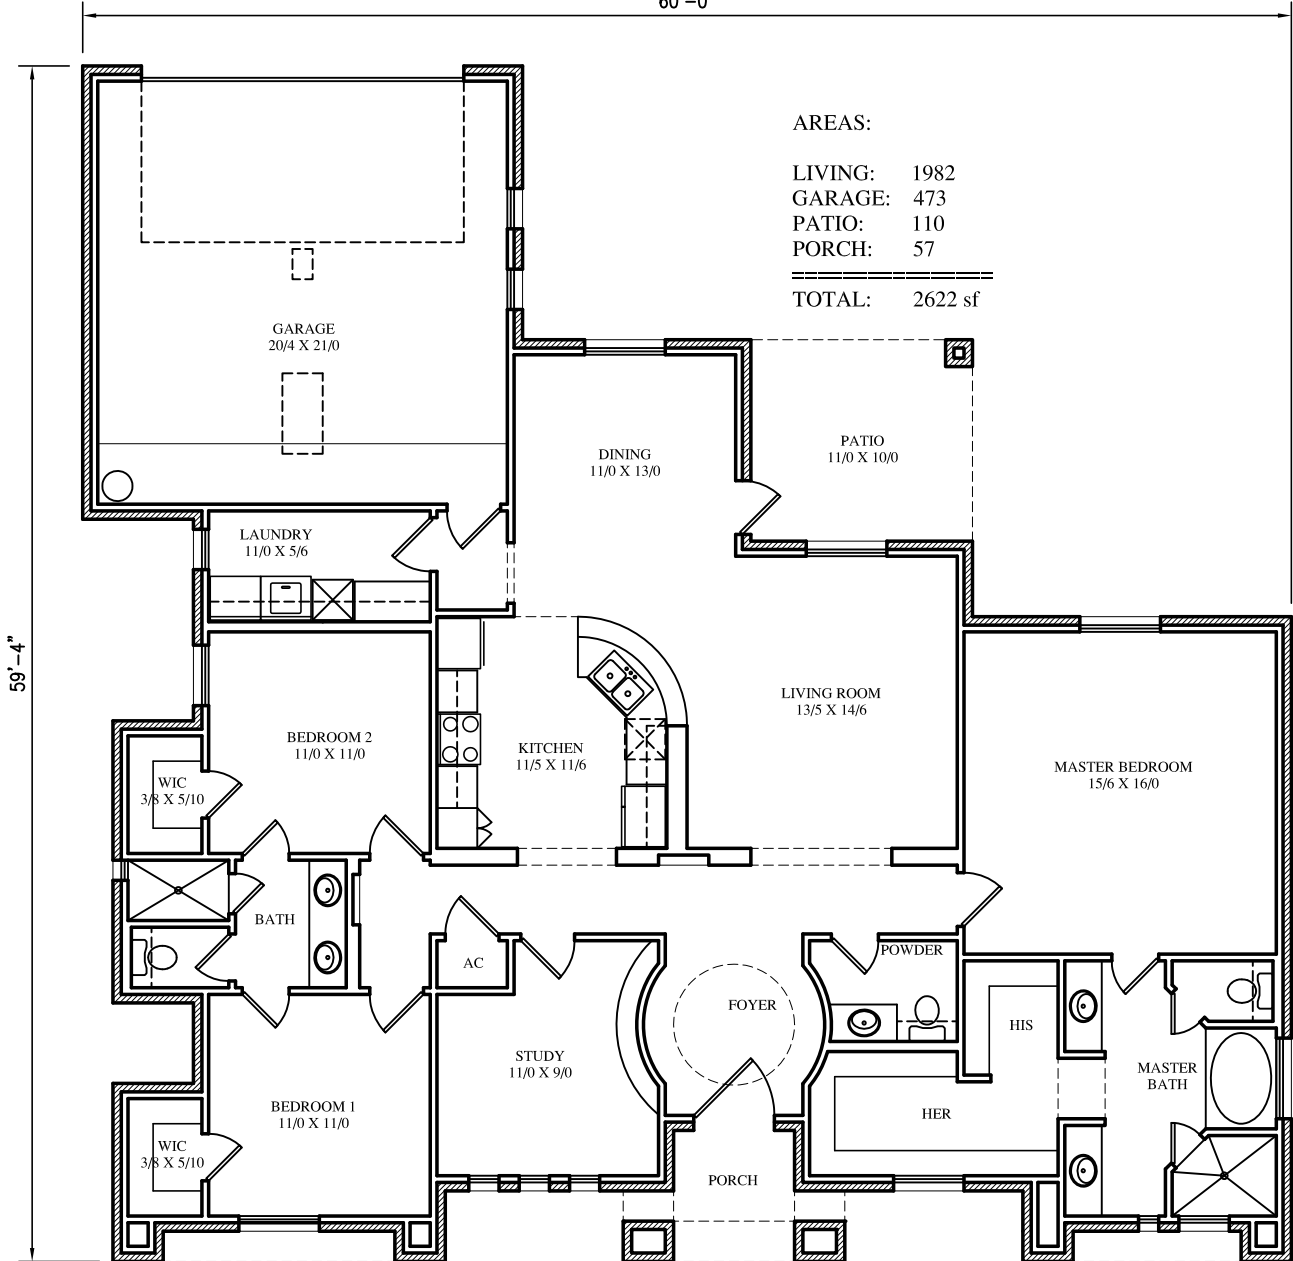 60'-0"
AREAS:
LIVING: 1982
GARAGE: 473
PATIO: 110
PORCH: 57
====================
TOTAL: 2622 sf
59'-4"
GARAGE
20/4 X 21/0
DINING
11/0 X 13/0
PATIO
11/0 X 10/0
LAUNDRY
11/0 X 5/6
LIVING ROOM
13/5 X 14/6
BEDROOM 2
11/0 X 11/0
KITCHEN
11/5 X 11/6
MASTER BEDROOM
15/6 X 16/0
WIC
3/8 X 5/10
BATH
AC
POWDER
FOYER
HIS
STUDY
11/0 X 9/0
MASTER
BATH
BEDROOM 1
11/0 X 11/0
HER
WIC
3/8 X 5/10
PORCH